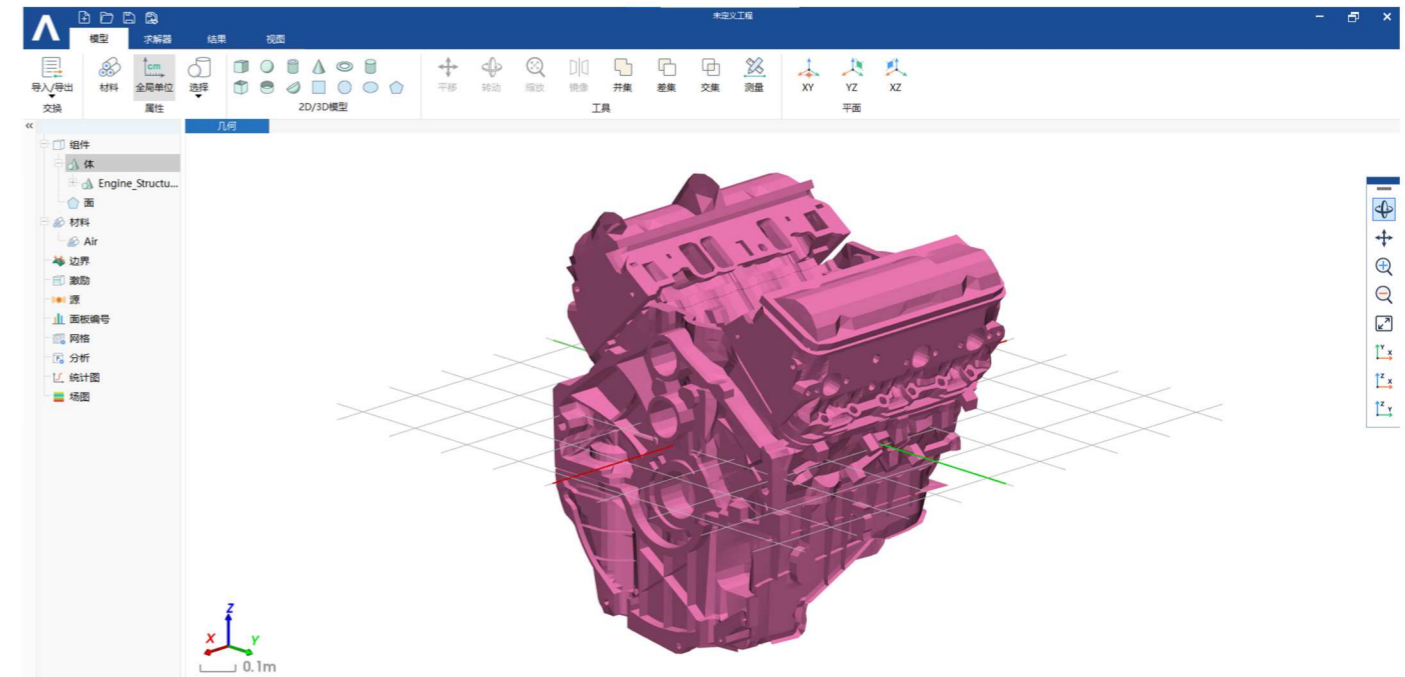 未定义工程
模型 求解器 结果 视图
导入/导出 材料 cm 全局单位 选择 平移 转动 缩放 镜像 并集 差集 交集 测量 XY YZ XZ
交换 属性 2D/3D模型 工具 平面
« 几何
组件
体
Engine_Structu...
面
材料
Air
边界
激励
源
面板编号
网格
分析
统计图
场图
Y X
Z X
Z Y
Z
X Y
0.1m